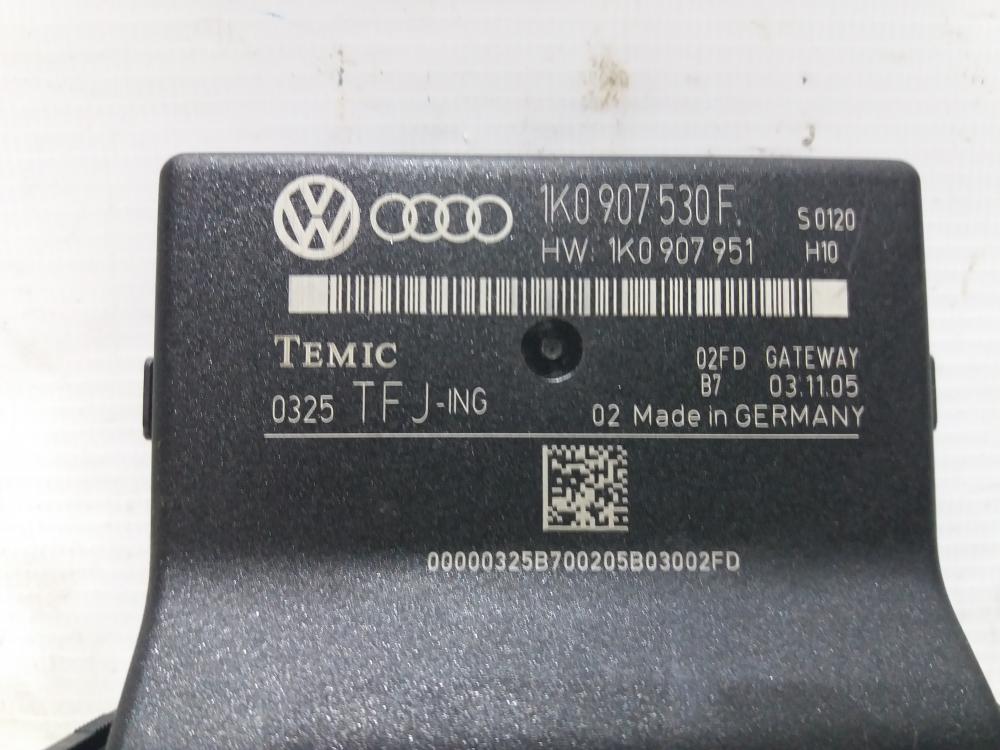 1K0 907 530 F. S 0120
HW: 1K0 907 951 H10
TEMIC
02FD GATEWAY
B7 03.11.05
0325 TFJ-ING
02 Made in GERMANY
00000325B700205B03002FD